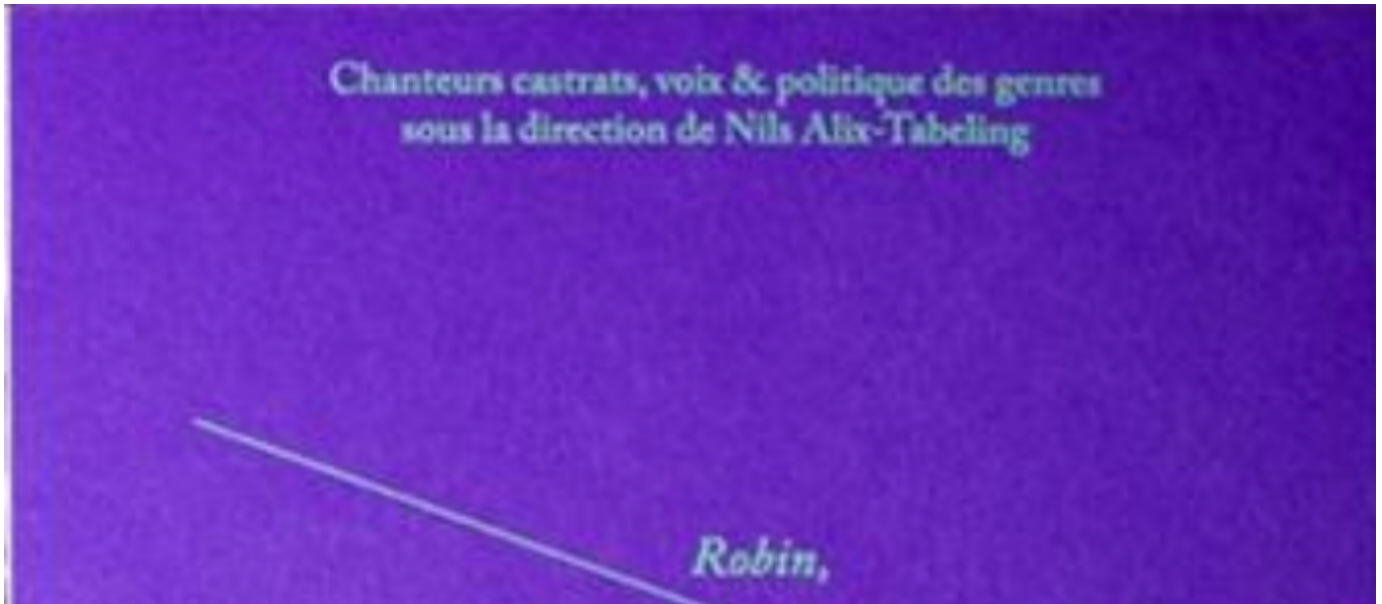 Chanteurs castrats, voix & politique des genres
sous la direction de Nils Alix-Tabeling
Robin,